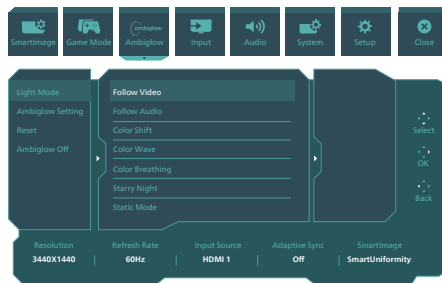 ambiglow
SmartImage Game Mode Ambiglow Input Audio System Setup Close
Light Mode Follow Video
Ambiglow Setting Follow Audio
Reset Color Shift Select
Ambiglow Off Color Wave
OK
Color Breathing
Starry Night Back
Static Mode
Resolution Refresh Rate Input Source Adaptive Sync SmartImage
3440X1440 60Hz HDMI 1 Off SmartUniformity